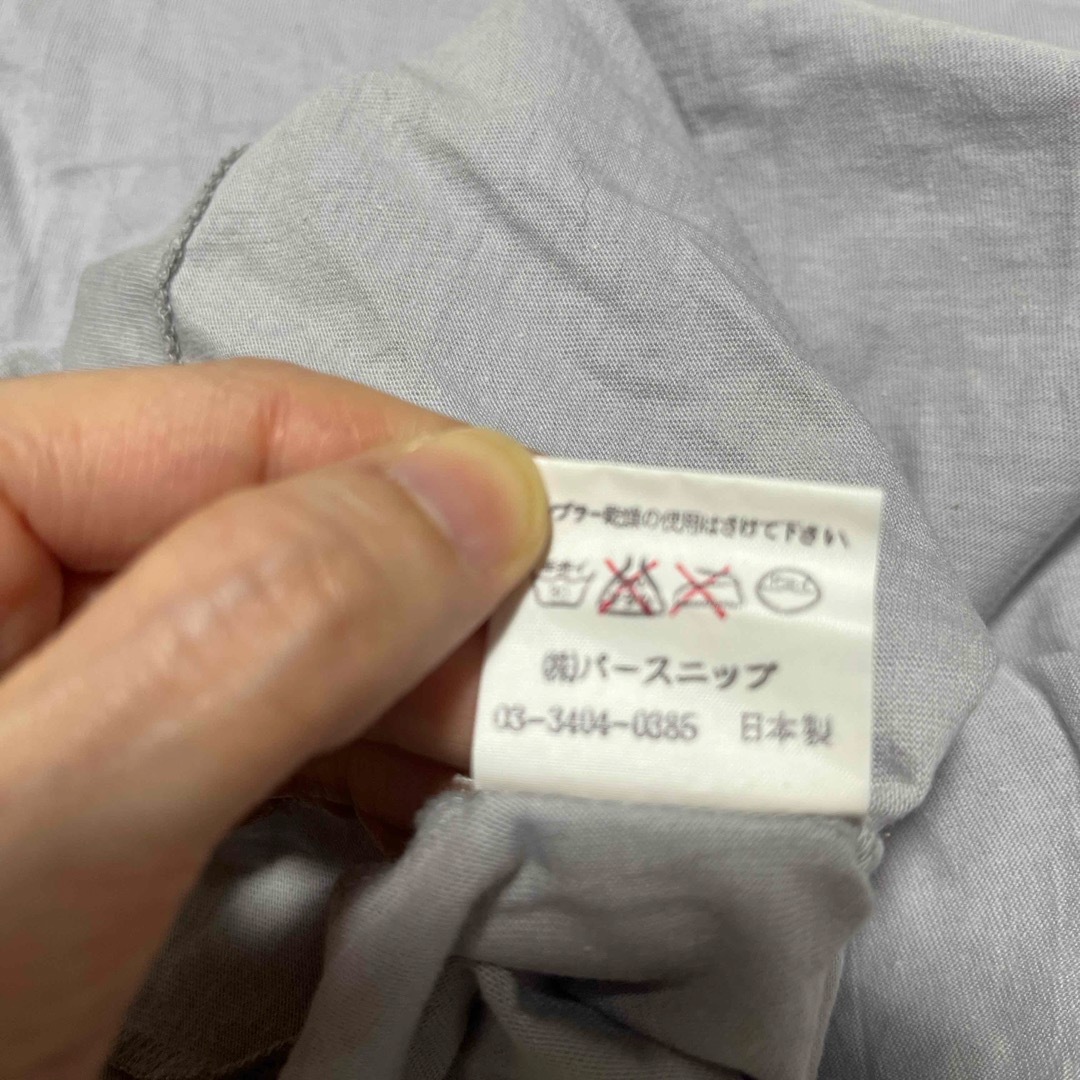 ブラー乾燥の使用はさけて下さい
(株)バースニップ
03-3404-0385 日本製